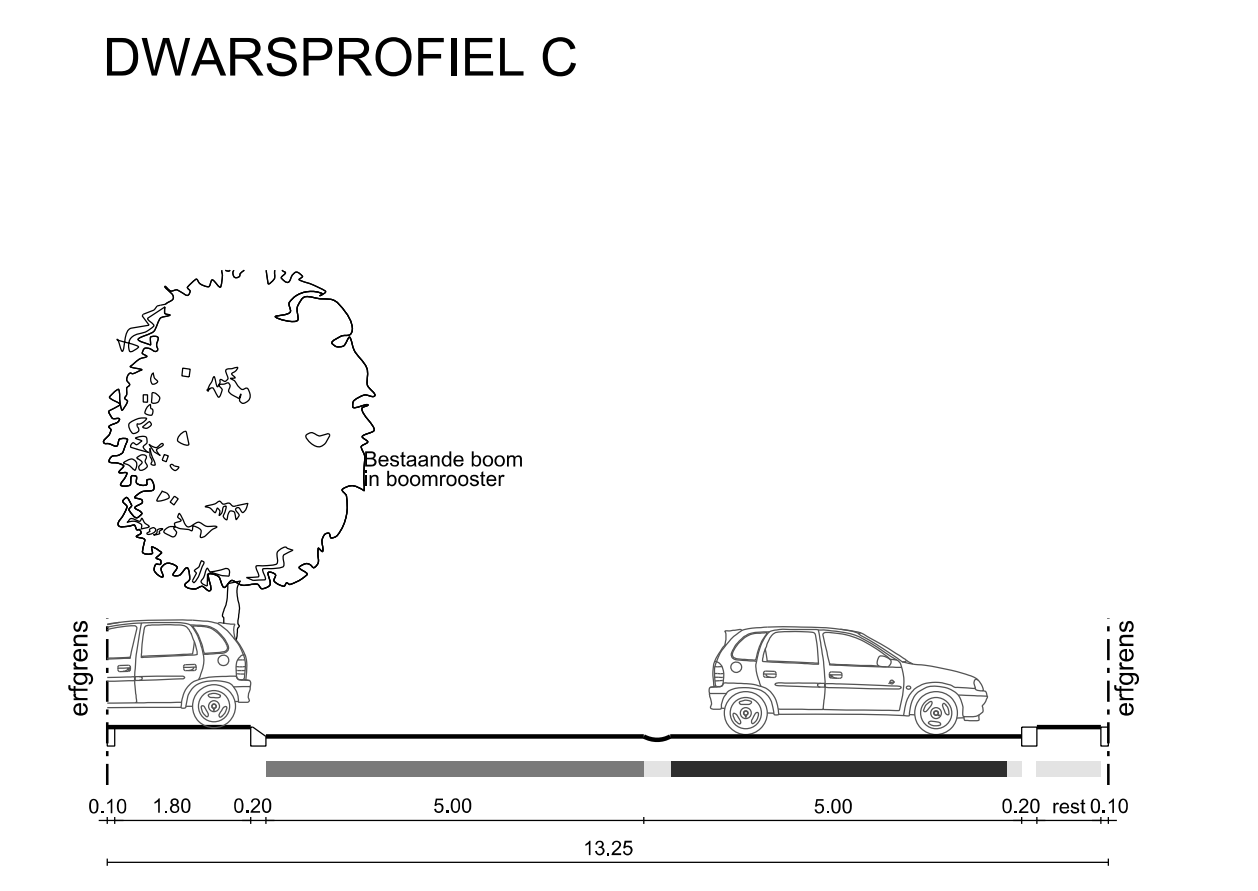 DWARSPROFIEL C
Bestaande boom
in boomrooster
erfgrens
erfgrens
0.10 1.80 0.20 5.00 5.00 0.20 rest 0.10
13.25